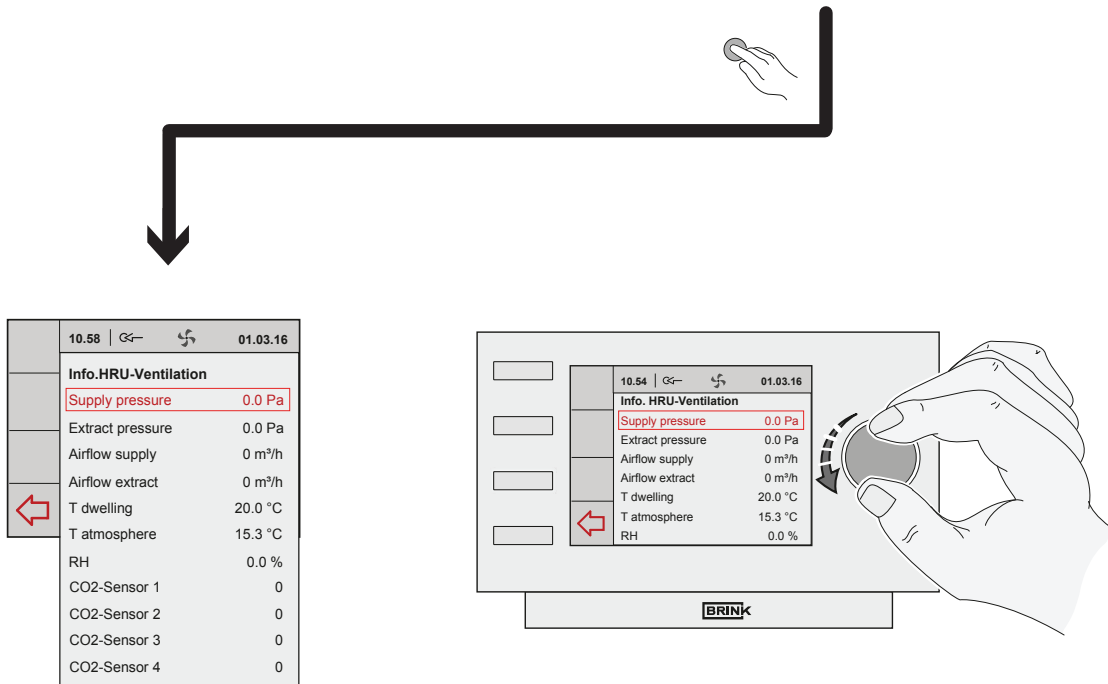 10.58 01.03.16
Info.HRU-Ventilation
Supply pressure 0.0 Pa
Extract pressure 0.0 Pa
Airflow supply 0 m³/h
Airflow extract 0 m³/h
T dwelling 20.0 °C
T atmosphere 15.3 °C
RH 0.0 %
CO2-Sensor 1 0
CO2-Sensor 2 0
CO2-Sensor 3 0
CO2-Sensor 4 0
10.54 01.03.16
Info. HRU-Ventilation
Supply pressure 0.0 Pa
Extract pressure 0.0 Pa
Airflow supply 0 m³/h
Airflow extract 0 m³/h
T dwelling 20.0 °C
T atmosphere 15.3 °C
RH 0.0 %
BRINK